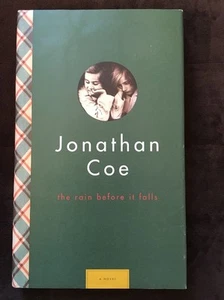 Jonathan
Coe
the rain before it falls
a novel